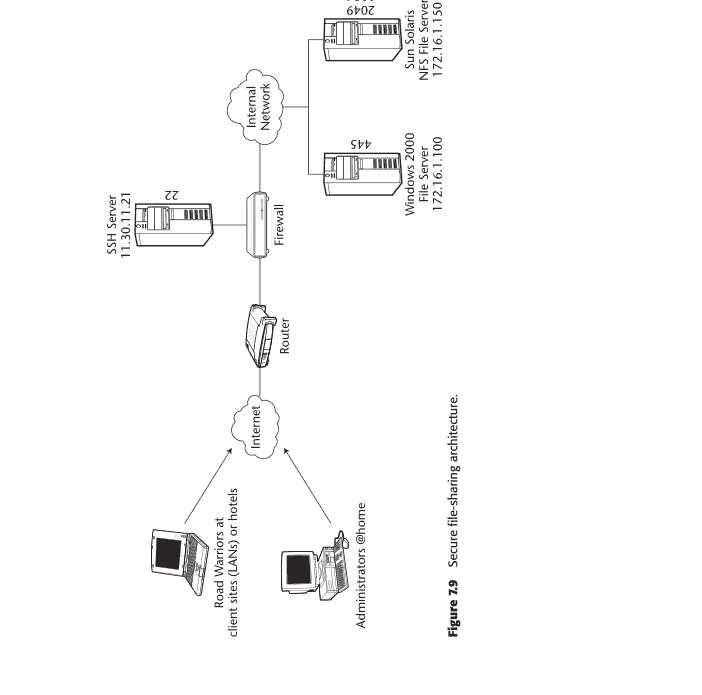 Road Warriors at
client sites (LANs) or hotels
Administrators @home
Internet
Router
SSH Server
11.30.11.21
22
Firewall
Internal
Network
445
Windows 2000
File Server
172.16.1.100
2049
Sun Solaris
NFS File Server
172.16.1.150
Figure 7.9 Secure file-sharing architecture.